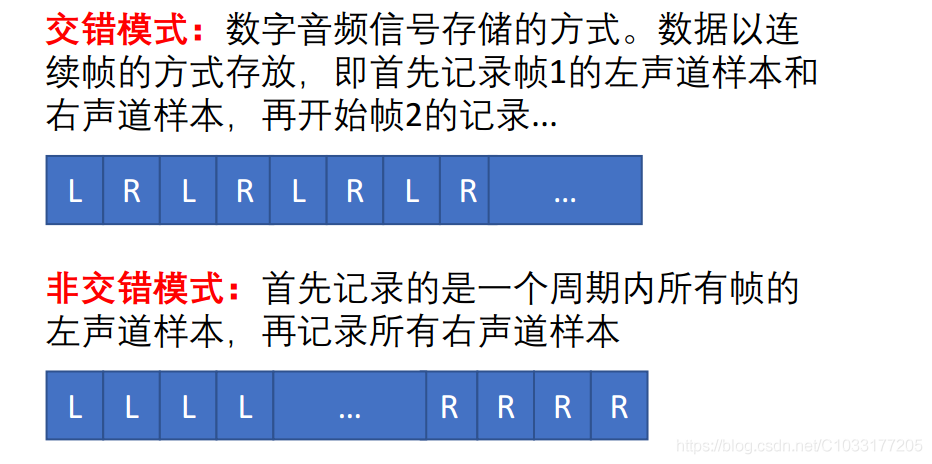 交错模式：数字音频信号存储的方式。数据以连
续帧的方式存放，即首先记录帧1的左声道样本和
右声道样本，再开始帧2的记录...
L R L R L R L R ...
非交错模式：首先记录的是一个周期内所有帧的
左声道样本，再记录所有右声道样本
L L L L ... R R R R
https://blog.csdn.net/C1033177205